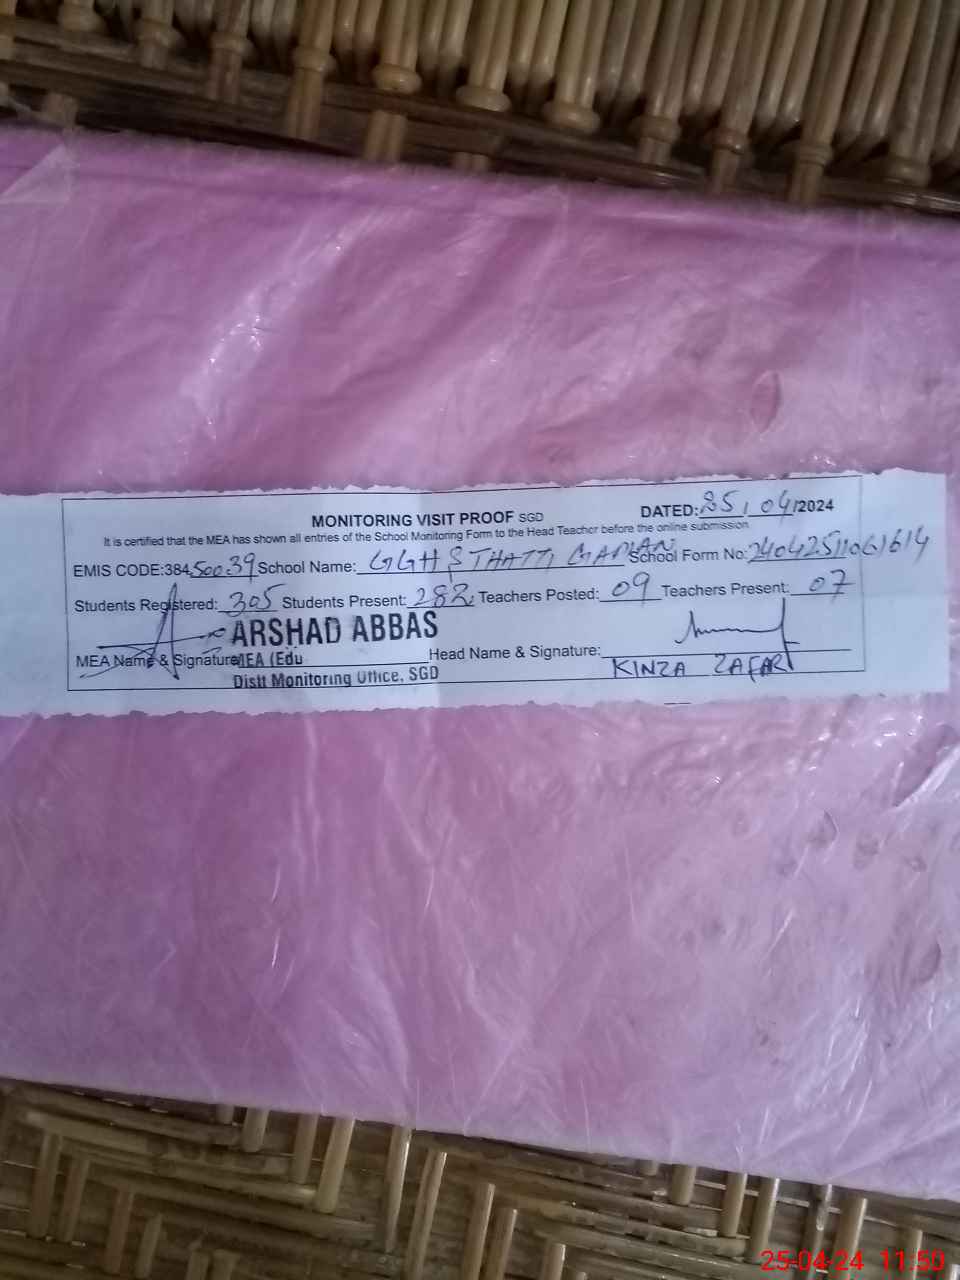 MONITORING VISIT PROOF SGD
DATED: 25/04/2024
It is certified that the MEA has shown all entries of the School Monitoring Form to the Head Teacher before the online submission
EMIS CODE:38450039 School Name: GGHS THATTI School Form No: 24042511061614
Students Registered: 305 Students Present: 282 Teachers Posted: 09 Teachers Present: 07
ARSHAD ABBAS
MEA Name & Signature MEA (Edu Head Name & Signature:
Distt Monitoring Office, SGD KINZA ZAFAR
25-04-24 11:50